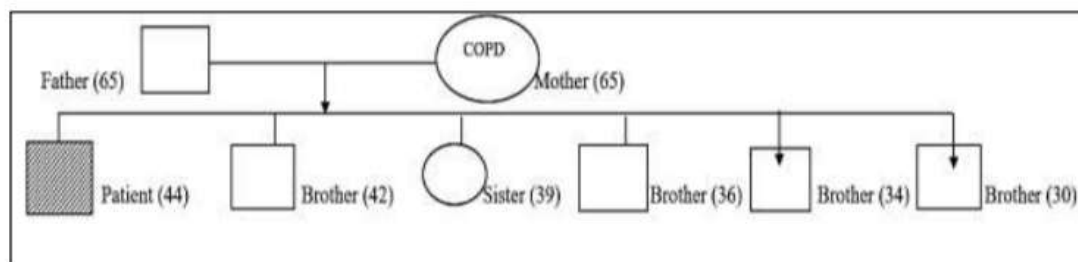 COPD
Father (65)
Mother (65)
Patient (44)
Brother (42)
Sister (39)
Brother (36)
Brother (34)
Brother (30)